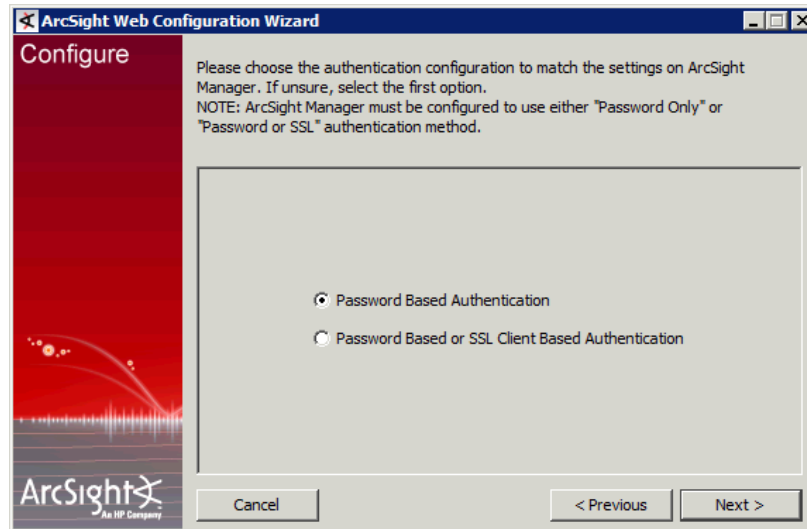 ArcSight Web Configuration Wizard
Configure
Please choose the authentication configuration to match the settings on ArcSight
Manager. If unsure, select the first option.
NOTE: ArcSight Manager must be configured to use either "Password Only" or
"Password or SSL" authentication method.
Password Based Authentication
Password Based or SSL Client Based Authentication
ArcSight
An HP Company
Cancel
< Previous
Next >